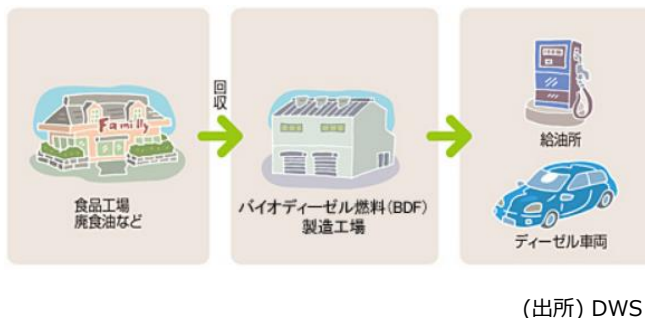 Familly
食品工場
廃食油など
回収
バイオディーゼル燃料(BDF)
製造工場
給油所
ディーゼル車両
(出所) DWS